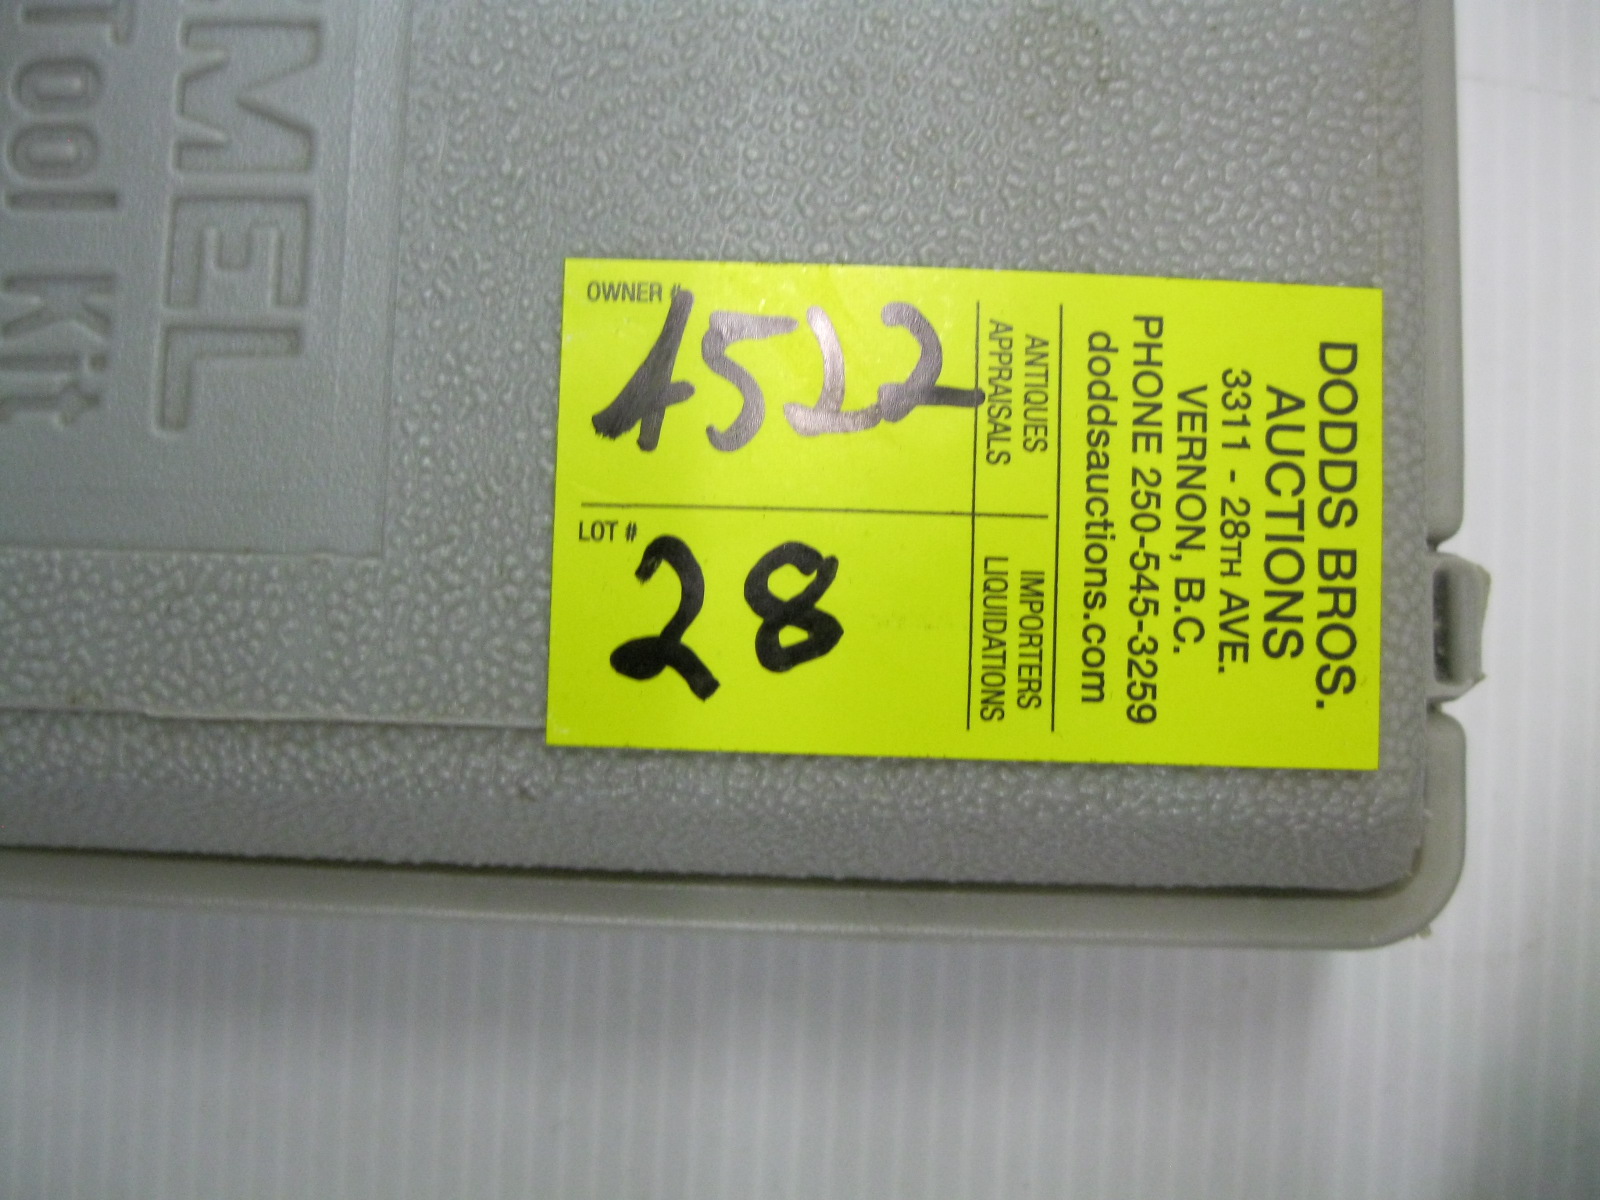 MEL
Tool Kit
DODDS BROS.
AUCTIONS
3311 - 28TH AVE.
VERNON, B.C.
PHONE 250-545-3259
doddsauctions.com
ANTIQUES IMPORTERS
APPRAISALS LIQUIDATIONS
OWNER #
LOT #
28